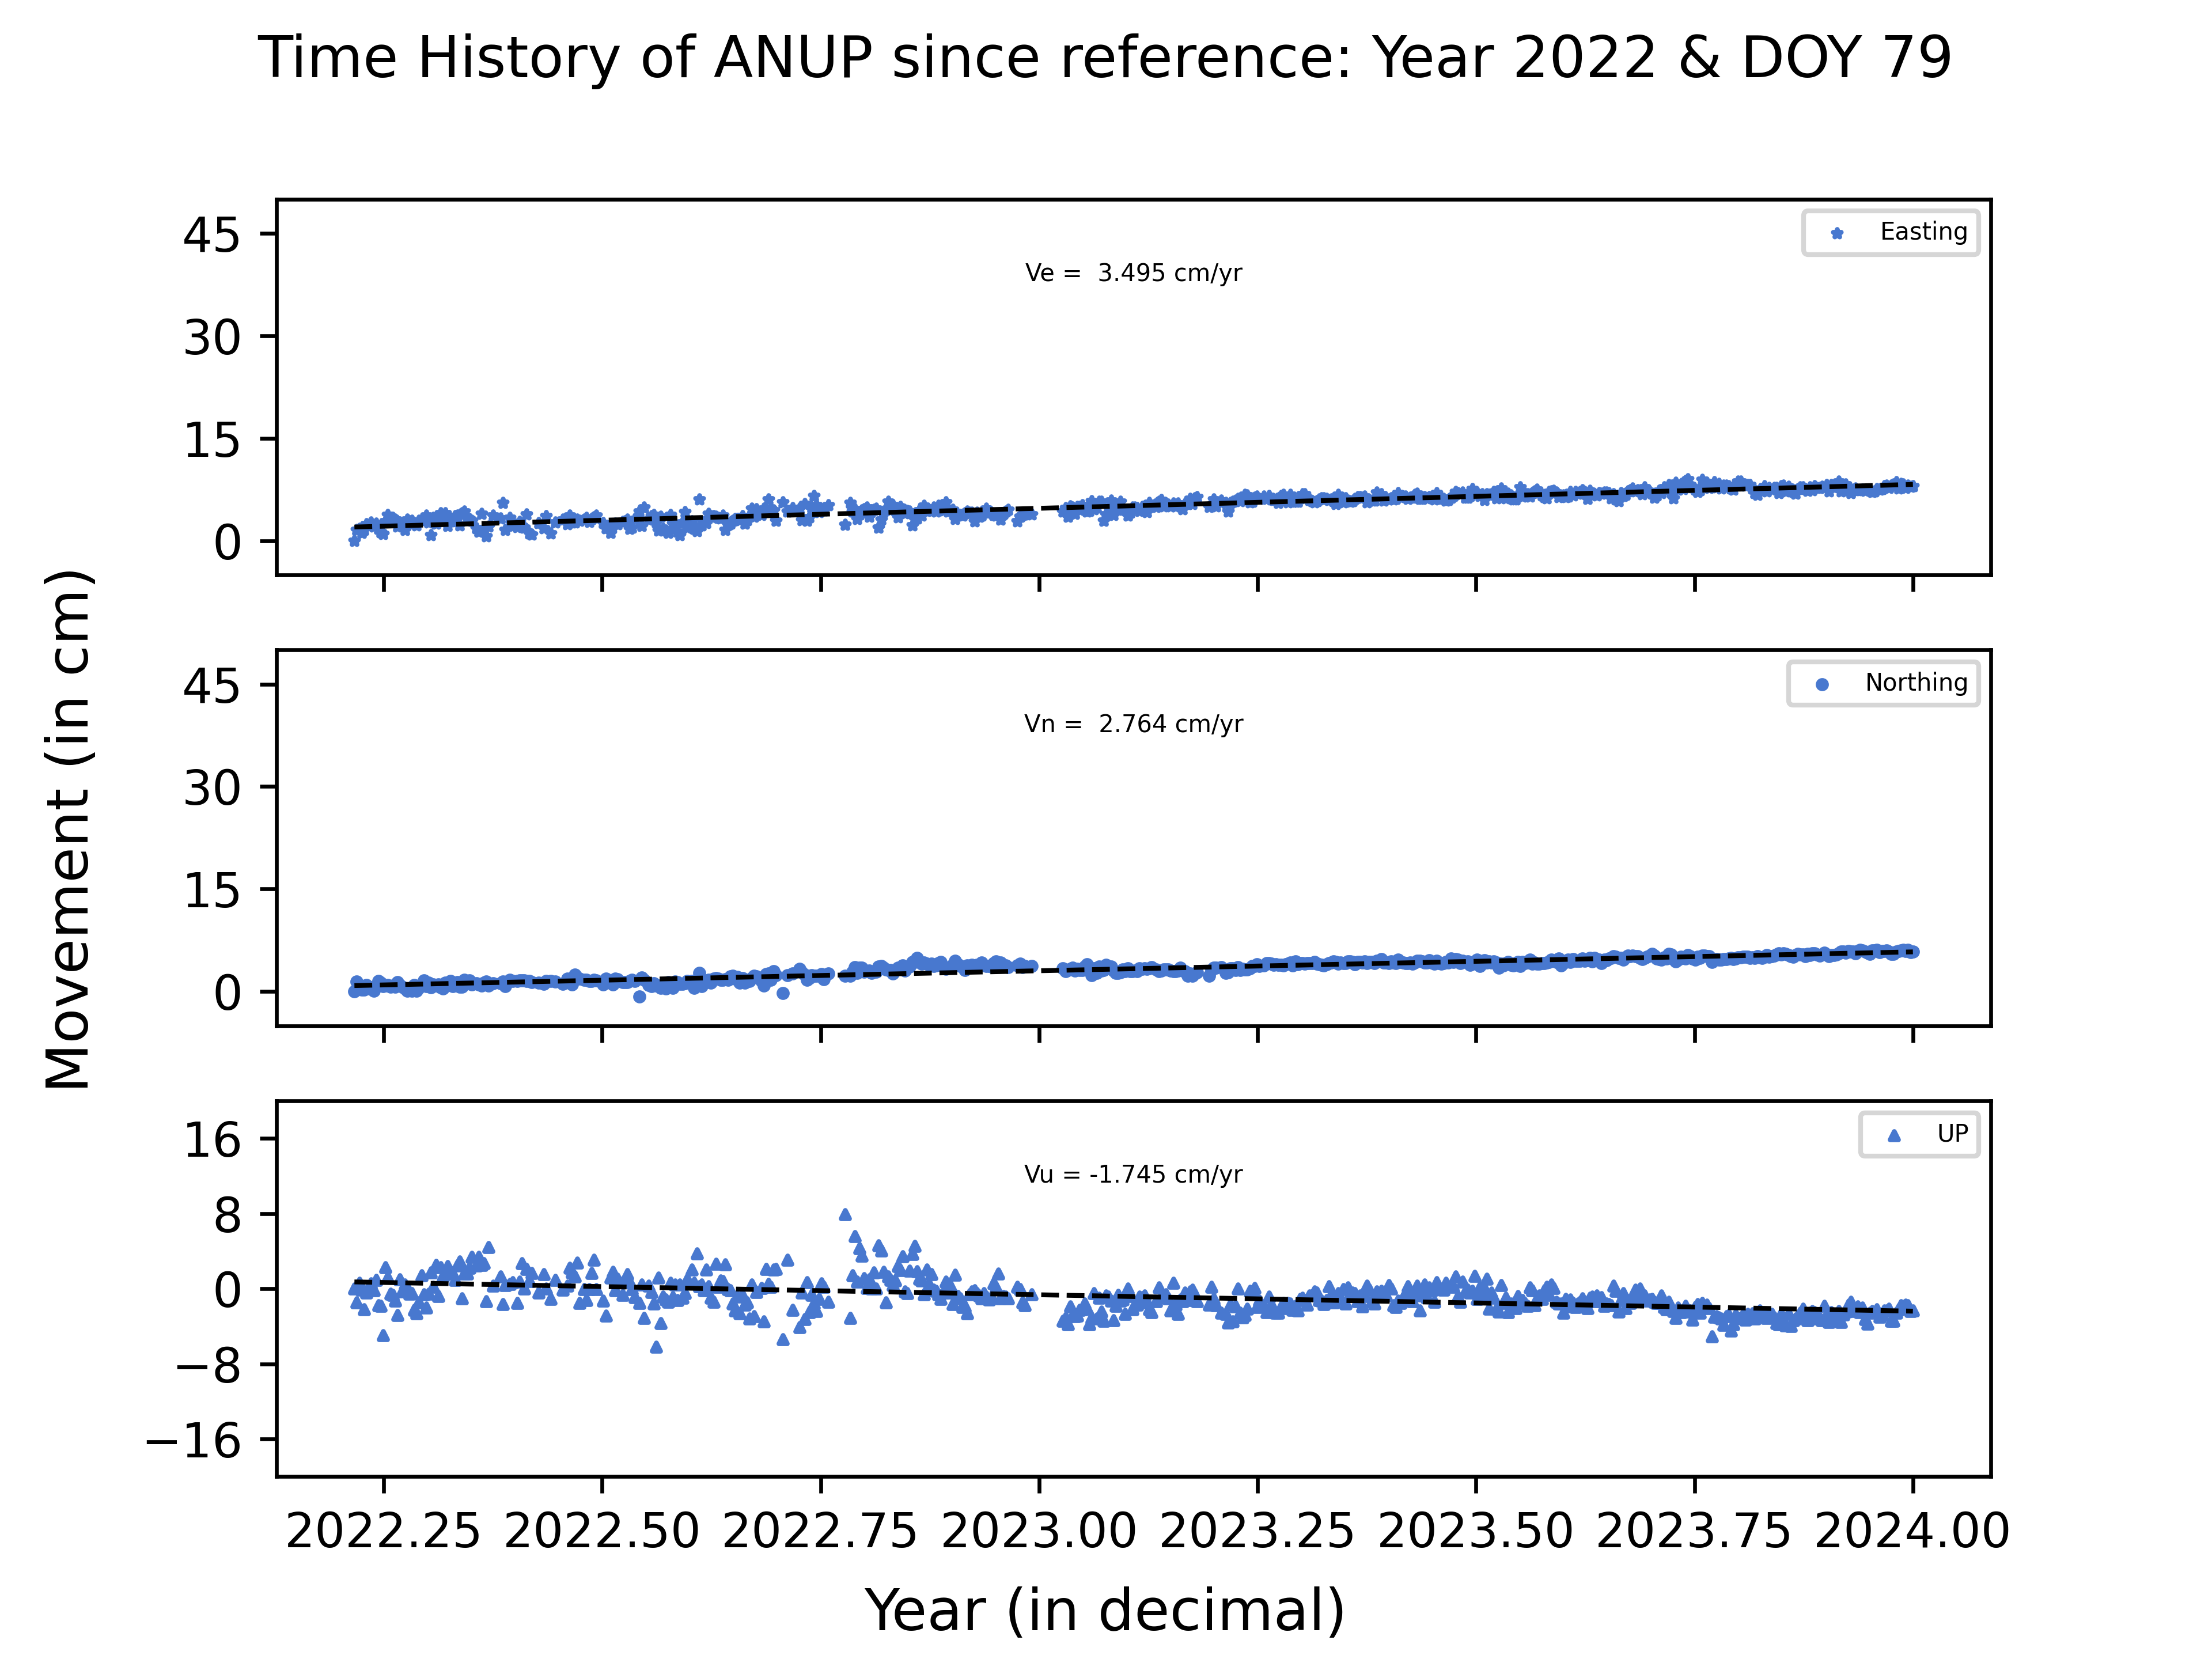 Time History of ANUP since reference: Year 2022 & DOY 79
Movement (in cm)
45
30
15
0
Easting
Ve =  3.495 cm/yr
45
30
15
0
Northing
Vn =  2.764 cm/yr
16
8
0
−8
−16
UP
Vu = -1.745 cm/yr
2022.25 2022.50 2022.75 2023.00 2023.25 2023.50 2023.75 2024.00
Year (in decimal)